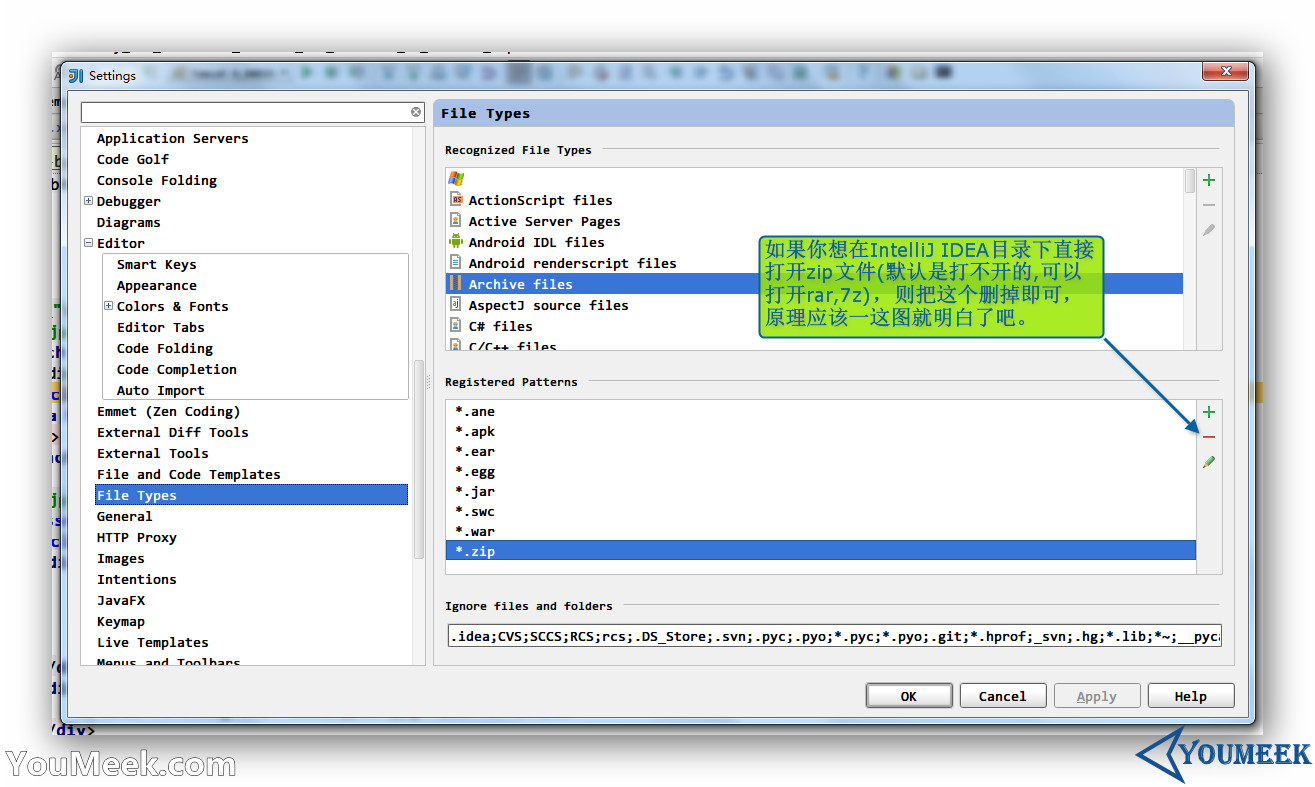 Settings
Application Servers
Code Golf
Console Folding
Debugger
Diagrams
Editor
Smart Keys
Appearance
Colors & Fonts
Editor Tabs
Code Folding
Code Completion
Auto Import
Emmet (Zen Coding)
External Diff Tools
External Tools
File and Code Templates
File Types
General
HTTP Proxy
Images
Intentions
JavaFX
Keymap
Live Templates
Menus and Toolbars
File Types
Recognized File Types
ActionScript files
Active Server Pages
Android IDL files
Android renderscript files
Archive files
AspectJ source files
C# files
C/C++ files
如果你想在IntelliJ IDEA目录下直接
打开zip文件(默认是打不开的,可以
打开rar,7z)，则把这个删掉即可，
原理应该一这图就明白了吧。
Registered Patterns
*.ane
*.apk
*.ear
*.egg
*.jar
*.swc
*.war
*.zip
Ignore files and folders
.idea;CVS;SCCS;RCS;rcs;.DS_Store;.svn;.pyc;.pyo;*.pyc;*.pyo;.git;*.hprof;_svn;.hg;*.lib;*~;__pyc
OK
Cancel
Apply
Help
/div>
YouMeek.com
YOUMEEK